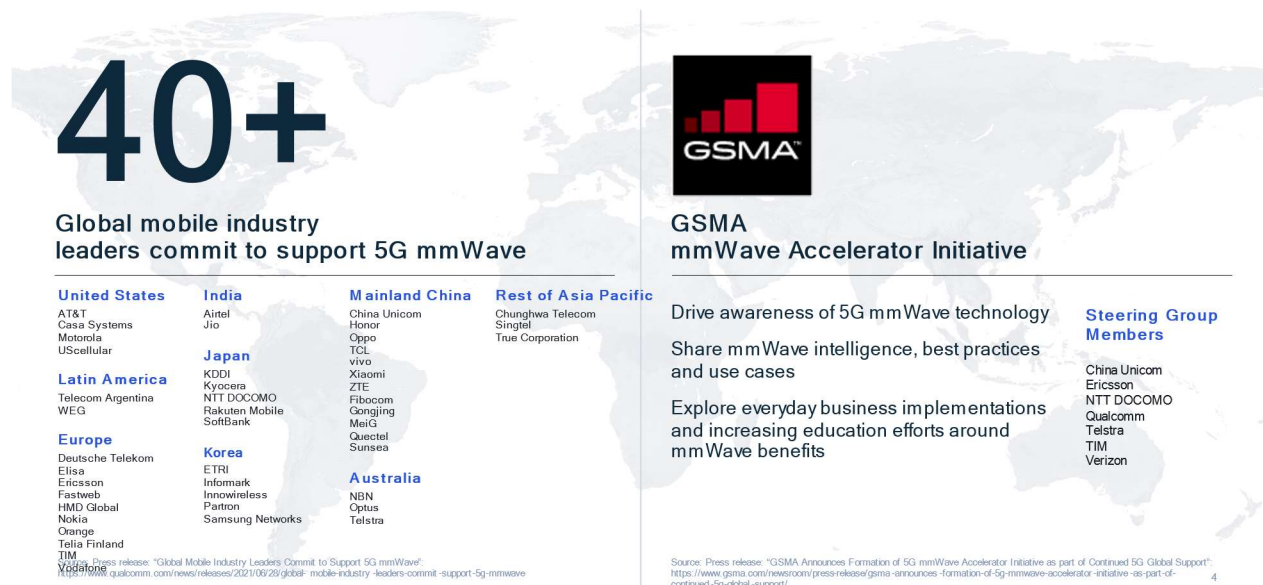 40+
Global mobile industry
leaders commit to support 5G mmWave
United States
AT&T
Casa Systems
Motorola
UScellular
Latin America
Telecom Argentina
WEG
Europe
Deutsche Telekom
Elisa
Ericsson
Fastweb
HMD Global
Nokia
Orange
Telia Finland
TIM
Vodafone
India
Airtel
Jio
Japan
KDDI
Kyocera
NTT DOCOMO
Rakuten Mobile
SoftBank
Korea
ETRI
Informark
Innowireless
Partron
Samsung Networks
Mainland China
China Unicom
Honor
Oppo
TCL
vivo
Xiaomi
ZTE
Fibocom
Gongjing
MeiG
Quectel
Sunsea
Australia
NBN
Optus
Telstra
Rest of Asia Pacific
Chunghwa Telecom
Singtel
True Corporation
Source: Press release: "Global Mobile Industry Leaders Commit to Support 5G mmWave":
https://www.qualcomm.com/news/releases/2021/06/28/global- mobile-industry -leaders-commit -support-5g-mmwave
GSMA™
GSMA
mmWave Accelerator Initiative
Drive awareness of 5G mmWave technology
Share mmWave intelligence, best practices
and use cases
Explore everyday business implementations
and increasing education efforts around
mmWave benefits
Steering Group
Members
China Unicom
Ericsson
NTT DOCOMO
Qualcomm
Telstra
TIM
Verizon
Source: Press release: "GSMA Announces Formation of 5G mmWave Accelerator Initiative as part of Continued 5G Global Support":
https://www.gsma.com/newsroom/press-release/gsma-announces -formation-of-5g-mmwave-accelerator-initiative -as-part-of-
continued-5g-global-support/
4